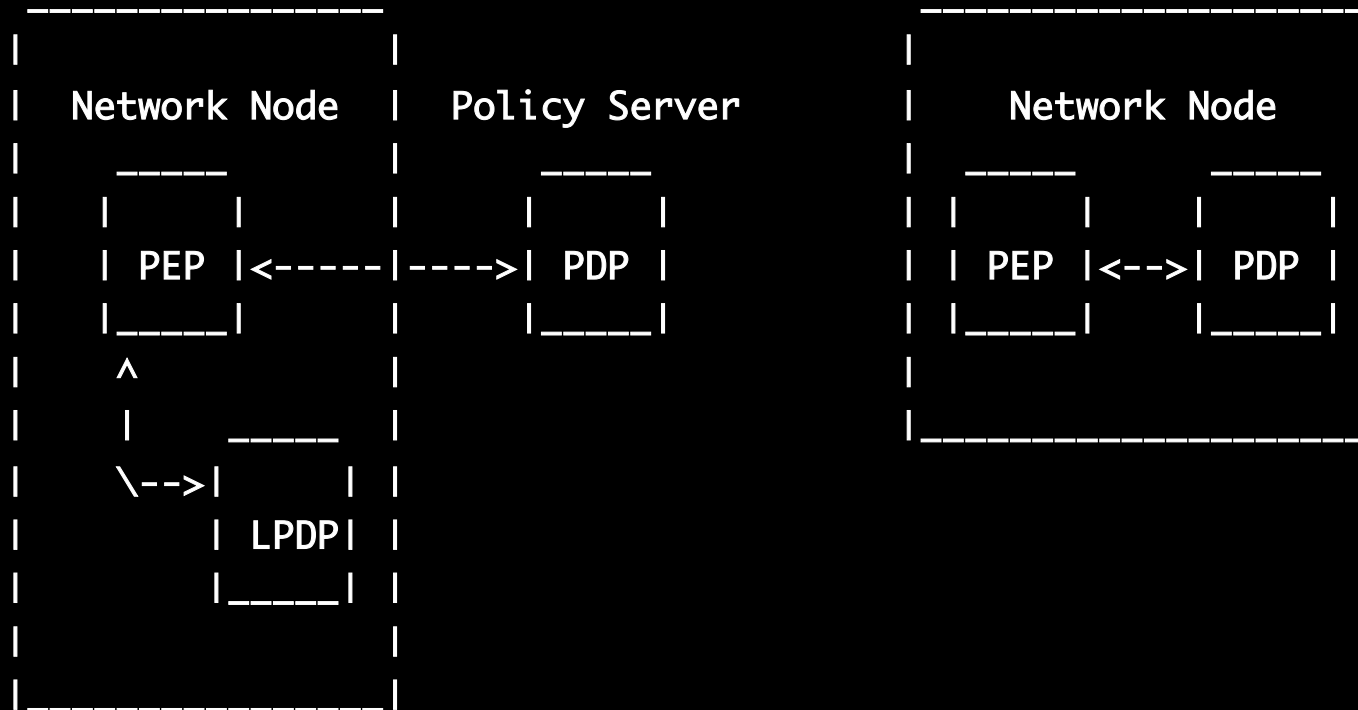 Network Node Policy Server Network Node
PEP <-----|----> PDP PEP <--> PDP
\-->
LPDP